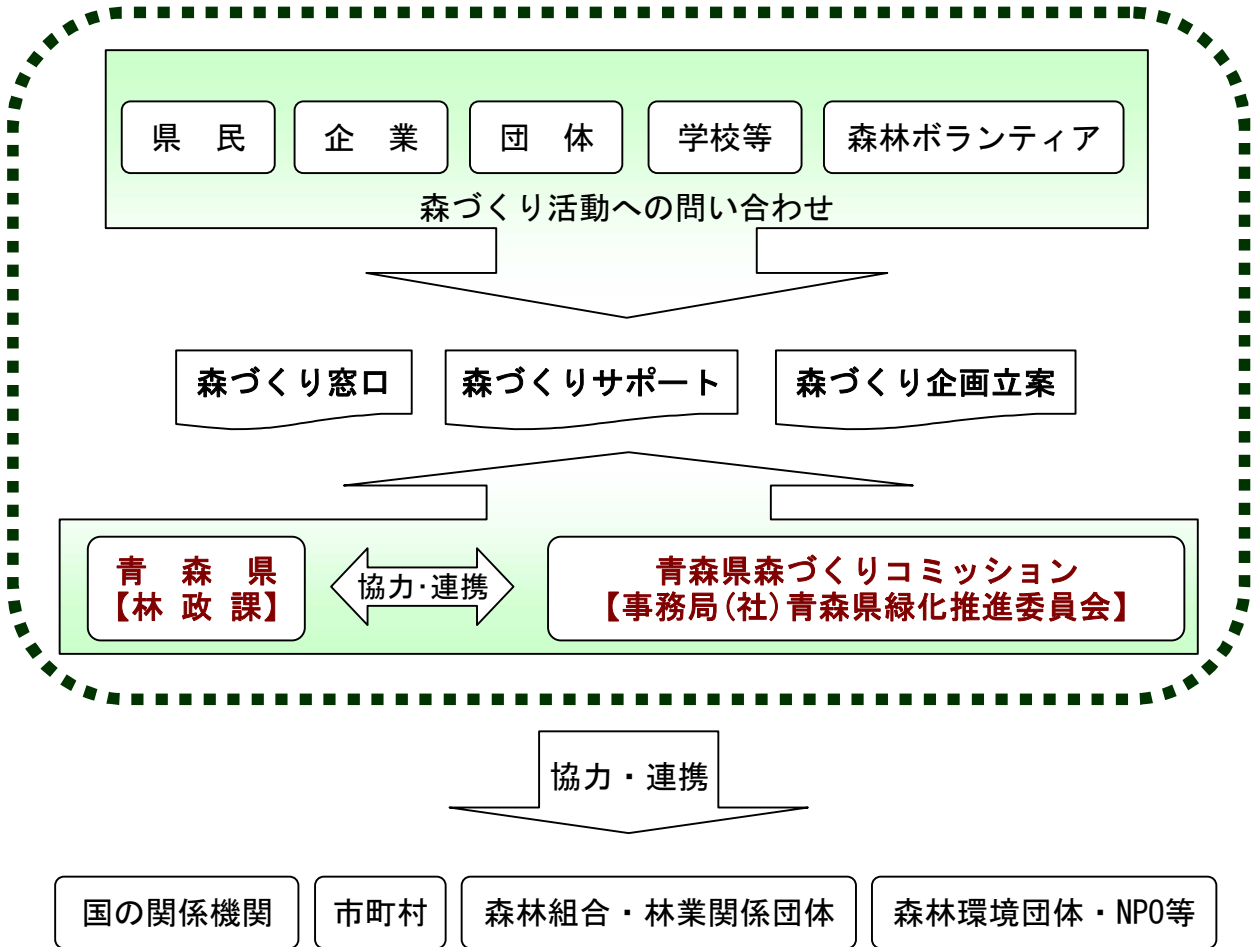 県　民
企　業
団　体
学校等
森林ボランティア
森づくり活動への問い合わせ
森づくり窓口
森づくりサポート
森づくり企画立案
青　森　県
【林 政 課】
協力･連携
青森県森づくりコミッション
【事務局(社)青森県緑化推進委員会】
協力・連携
国の関係機関
市町村
森林組合・林業関係団体
森林環境団体・NPO等